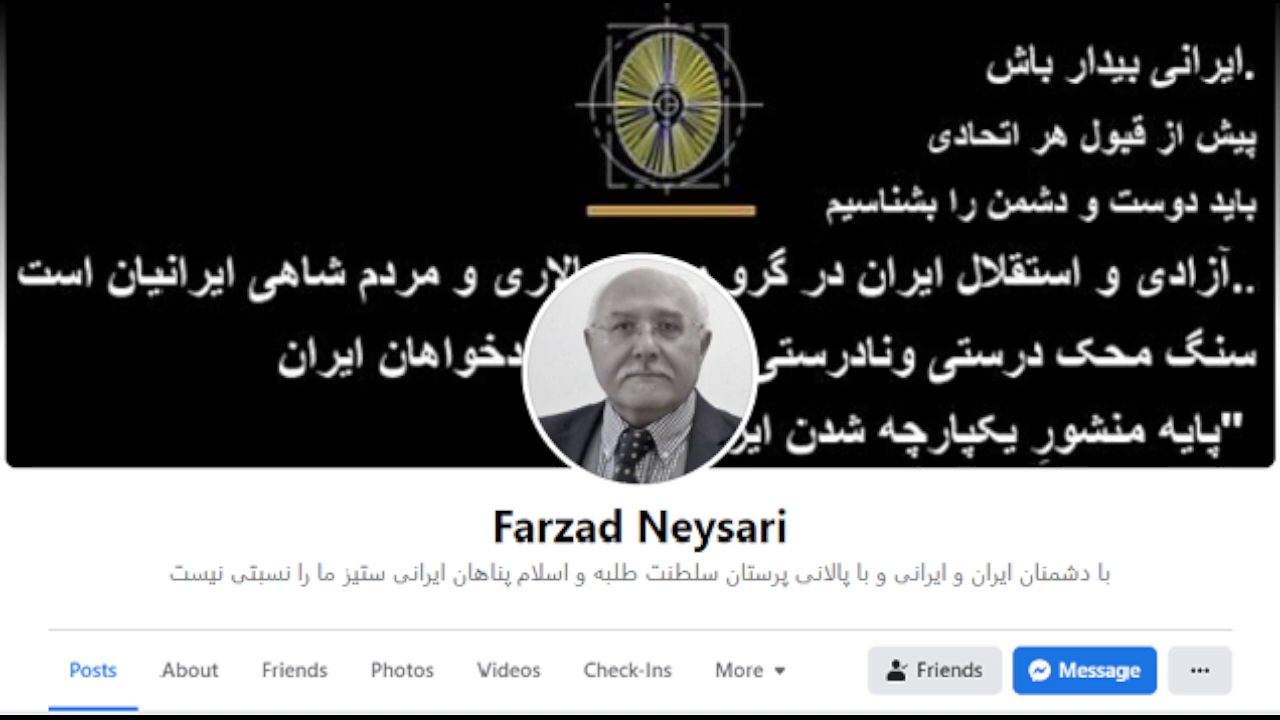 .ایرانی بیدار باش
پیش از قبول هر اتحادی
باید دوست و دشمن را بشناسیم
..آزادی و استقلال ایران در گرو الاری و مردم شاهی ایرانیان است
سنگ محک درستی ونادرستی دخواهان ایران
"پایه منشورِ یکپارچه شدن
Farzad Neysari
با دشمنان ایران و ایرانی و با پالانی پرستان سلطنت طلبه و اسلام پناهان ایرانی ستیز ما را نسبتی نیست
Posts About Friends Photos Videos Check-Ins More Friends Message